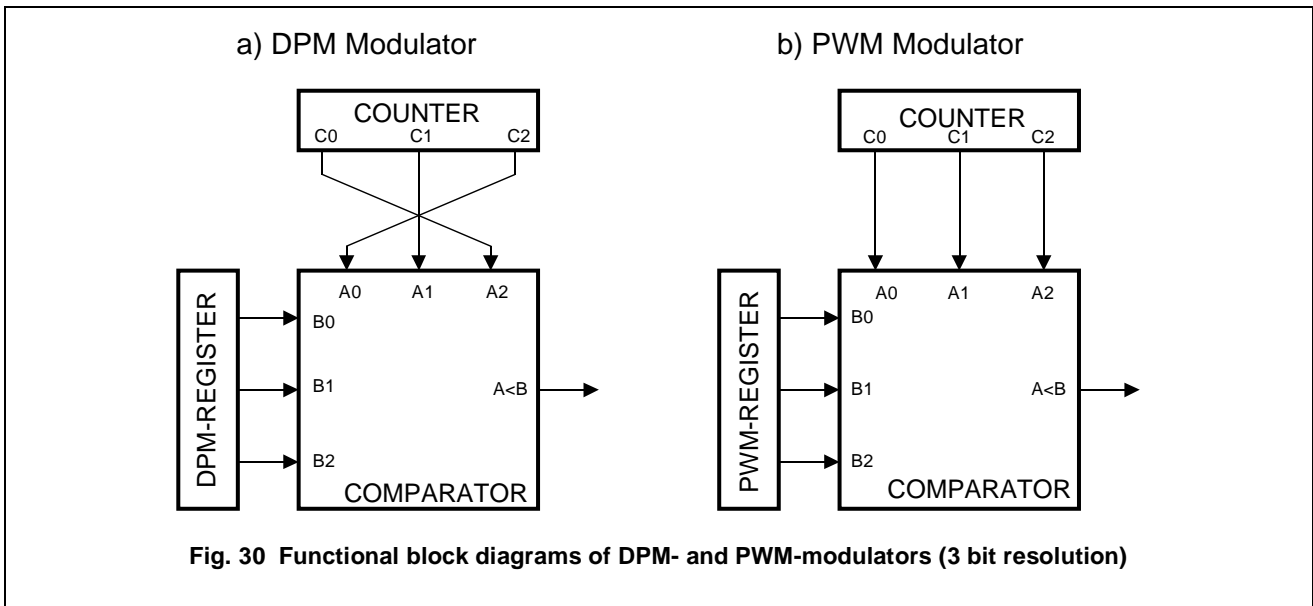 a) DPM Modulator
COUNTER
C0 C1 C2
A0 A1 A2
DPM-REGISTER
B0
B1
B2
A<B
COMPARATOR
b) PWM Modulator
COUNTER
C0 C1 C2
A0 A1 A2
PWM-REGISTER
B0
B1
B2
A<B
COMPARATOR
Fig. 30 Functional block diagrams of DPM- and PWM-modulators (3 bit resolution)